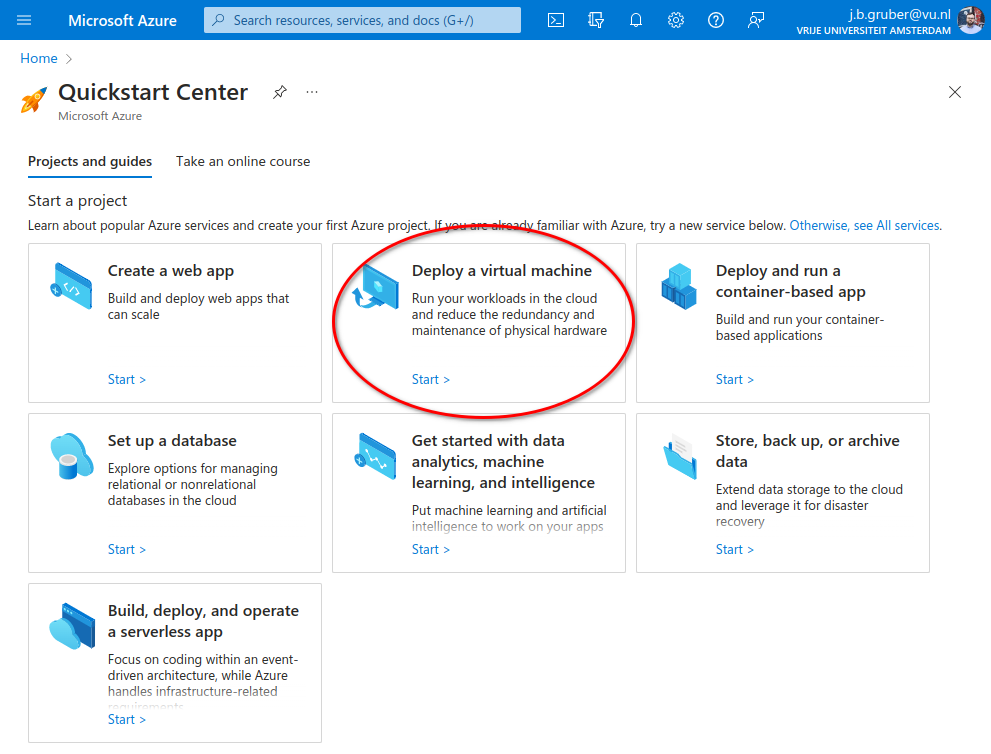 Microsoft Azure
Search resources, services, and docs (G+/)
j.b.gruber@vu.nl
VRIJE UNIVERSITEIT AMSTERDAM
Home >
Quickstart Center
...
Microsoft Azure
Projects and guides
Take an online course
Start a project
Learn about popular Azure services and create your first Azure project. If you are already familiar with Azure, try a new service below. Otherwise, see All services.
Create a web app
Build and deploy web apps that
can scale
Start >
Deploy a virtual machine
Run your workloads in the cloud
and reduce the redundancy and
maintenance of physical hardware
Start >
Deploy and run a
container-based app
Build and run your container-
based applications
Start >
Set up a database
Explore options for managing
relational or nonrelational
databases in the cloud
Start >
Get started with data
analytics, machine
learning, and intelligence
Put machine learning and artificial
intelligence to work on your apps
Start >
Store, back up, or archive
data
Extend data storage to the cloud
and leverage it for disaster
recovery
Start >
Build, deploy, and operate
a serverless app
Focus on coding within an event-
driven architecture, while Azure
handles infrastructure-related
requirements
Start >